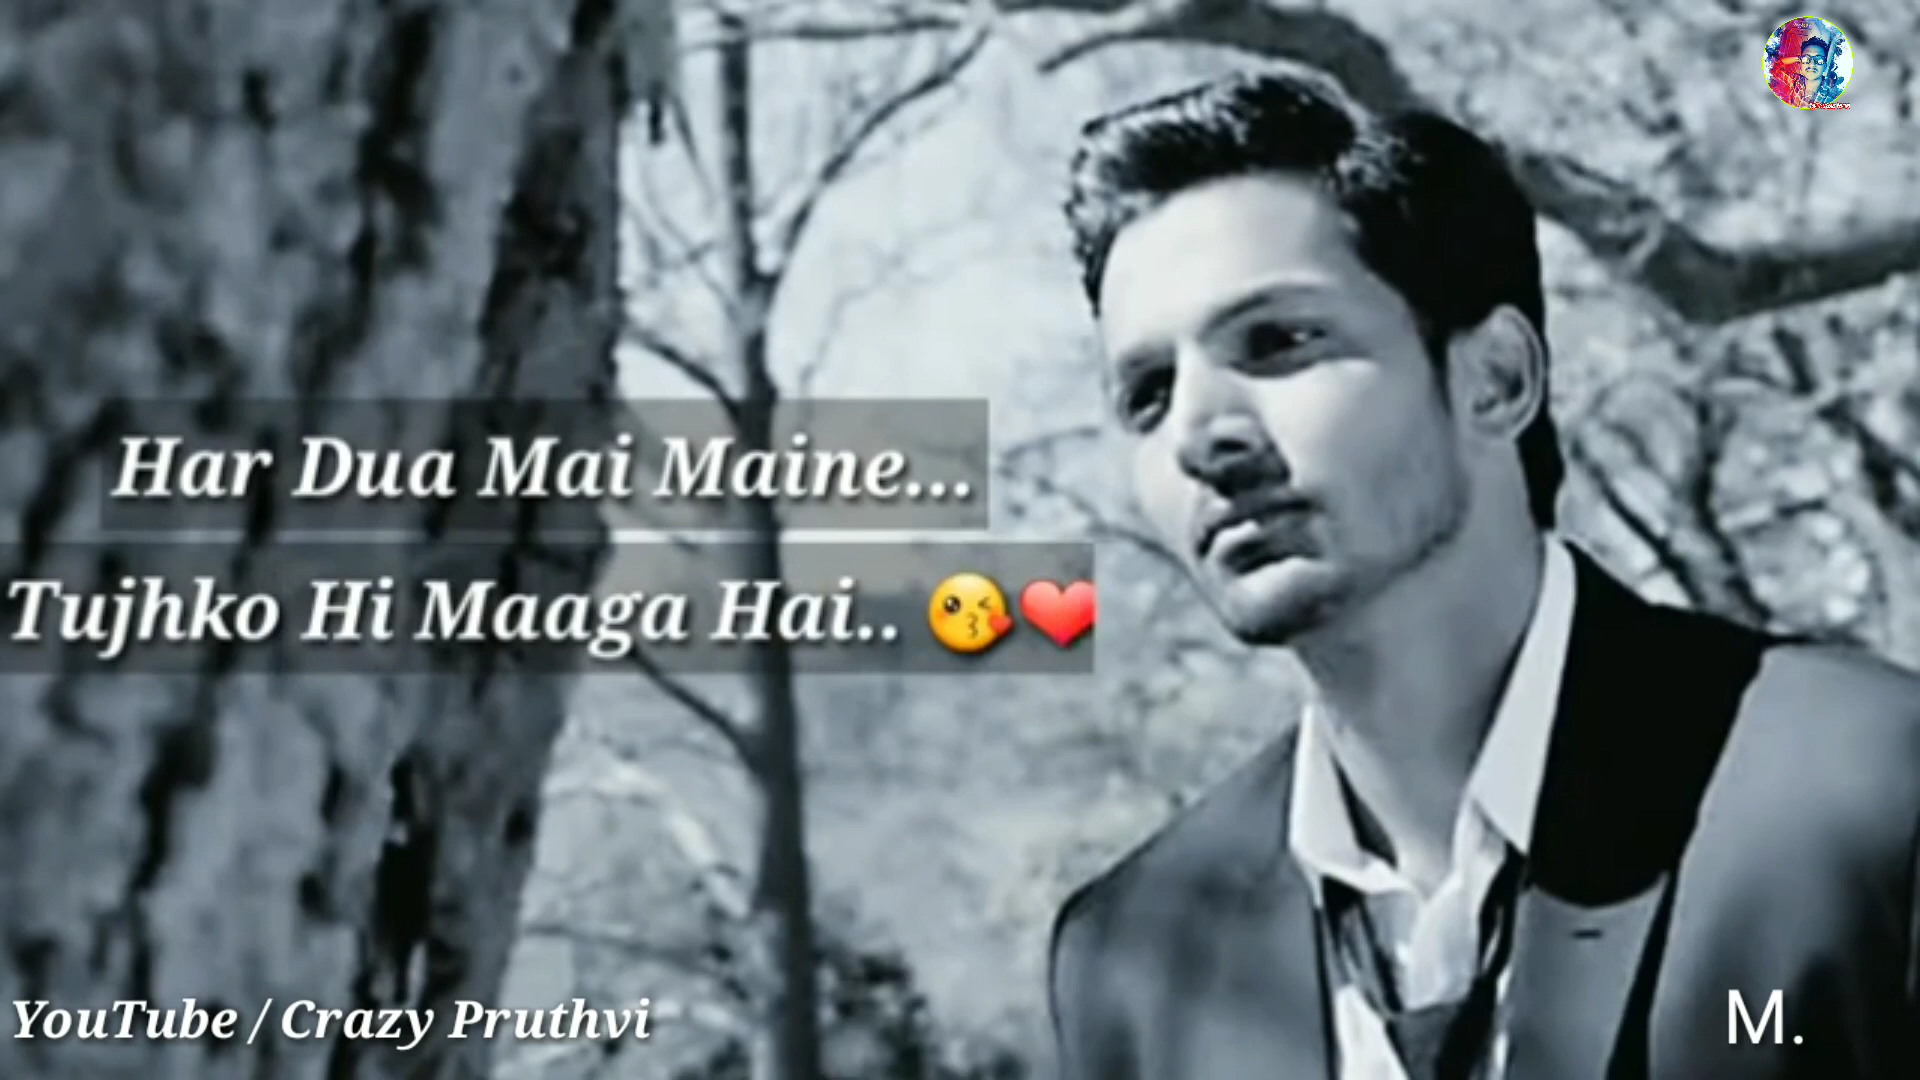 Har Dua Mai Maine...
Tujhko Hi Maaga Hai.. 😘❤
YouTube / Crazy Pruthvi
M.